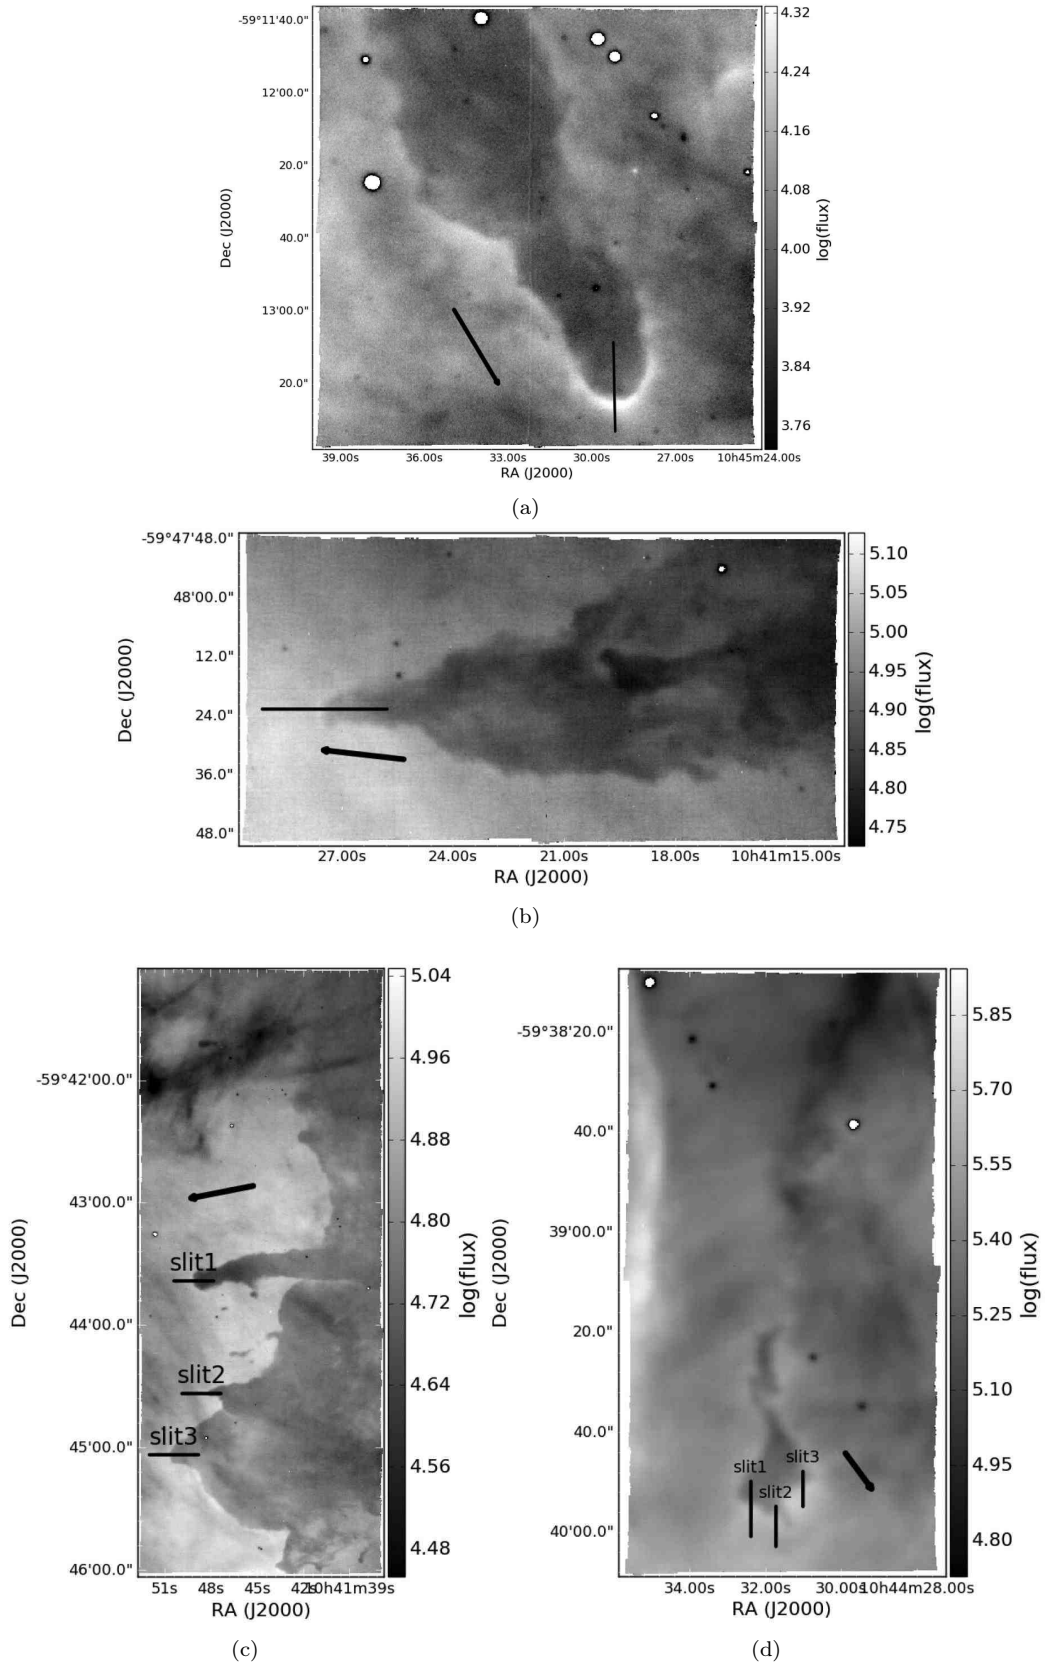 -59°11'40.0"
12'00.0"
20.0"
40.0"
13'00.0"
20.0"
Dec (J2000)
39.00s 36.00s 33.00s 30.00s 27.00s 10h45m24.00s
RA (J2000)
4.32
4.24
4.16
4.08
4.00
3.92
3.84
3.76
log(flux)
(a)
-59°47'48.0"
48'00.0"
12.0"
24.0"
36.0"
48.0"
Dec (J2000)
27.00s 24.00s 21.00s 18.00s 10h41m15.00s
RA (J2000)
5.10
5.05
5.00
4.95
4.90
4.85
4.80
4.75
log(flux)
(b)
-59°42'00.0"
43'00.0"
44'00.0"
45'00.0"
46'00.0"
Dec (J2000)
slit1
slit2
slit3
51s 48s 45s 42s 10h41m39s
RA (J2000)
5.04
4.96
4.88
4.80
4.72
4.64
4.56
4.48
log(flux)
(c)
-59°38'20.0"
40.0"
39'00.0"
20.0"
40.0"
40'00.0"
Dec (J2000)
slit1
slit2
slit3
34.00s 32.00s 30.00s 10h44m28.00s
RA (J2000)
5.85
5.70
5.55
5.40
5.25
5.10
4.95
4.80
log(flux)
(d)